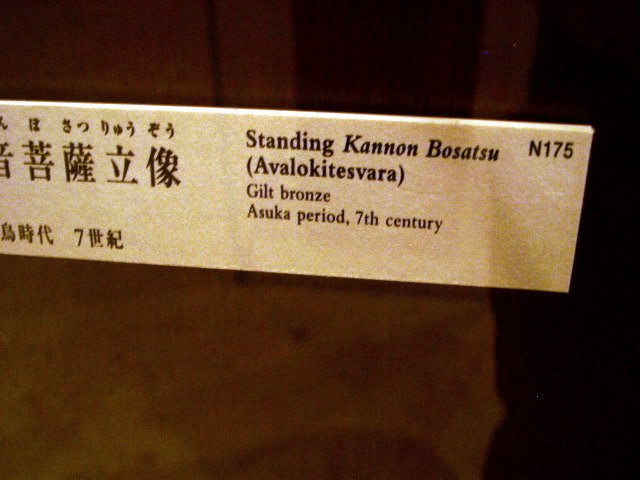 ん ぼ さつ りゅう ぞう
音菩薩立像
鳥時代 7世紀
Standing Kannon Bosatsu
(Avalokitesvara)
Gilt bronze
Asuka period, 7th century
N175